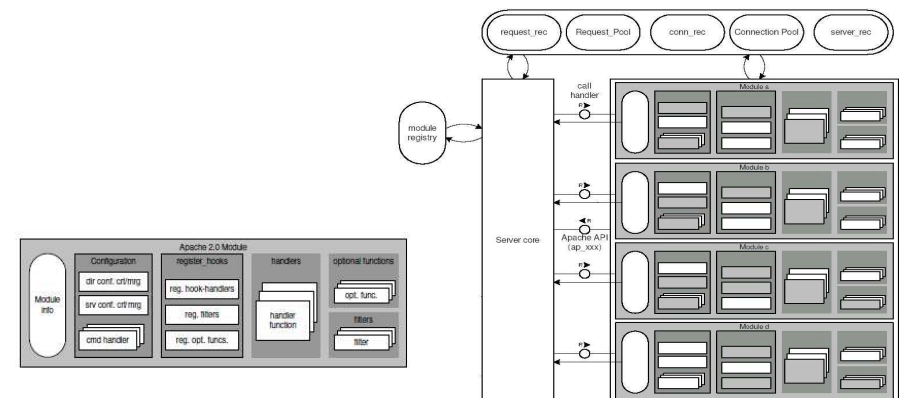 request_rec
Request_Pool
conn_rec
Connection Pool
server_rec
module
registry
call
handler
R
R
R
Apache API
(ap_xxx)
R
R
Server core
Module a
Module b
Module c
Module d
Apache 2.0 Module
Module
Info
Configuration
dir conf. crt/mrg
srv conf. crt/mrg
cmd handler
register_hooks
reg. hook-handlers
reg. filters
reg. opt. funcs.
handlers
handler
function
optional functions
opt. func.
filters
filter